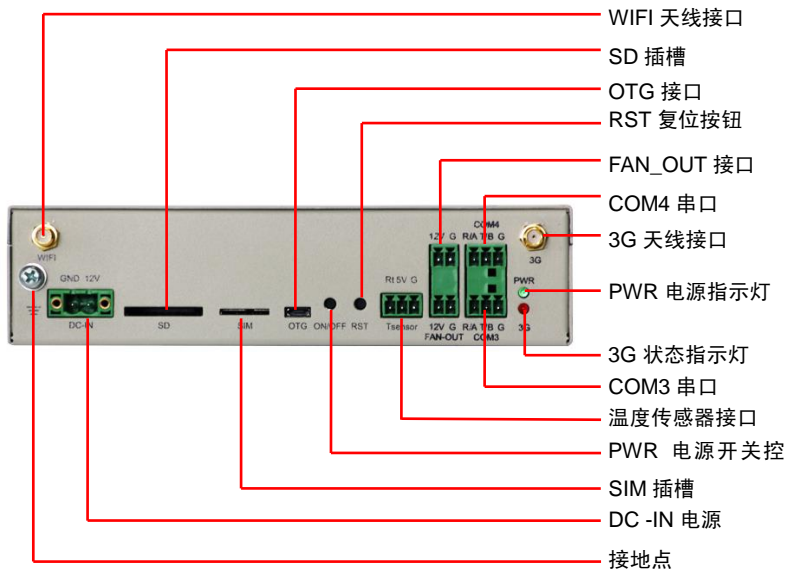 WIFI 天线接口
SD 插槽
OTG 接口
RST 复位按钮
FAN_OUT 接口
COM4 串口
3G 天线接口
PWR 电源指示灯
3G 状态指示灯
COM3 串口
温度传感器接口
PWR 电源开关控
SIM 插槽
DC -IN 电源
接地点
COM4
12V G R/A T/B G
WIFI
3G
GND 12V
Rt 5V G
PWR
DC-IN
SD
SIM
OTG ON/OFF RST
Tsensor
12V G R/A T/B G
3G
FAN-OUT COM3